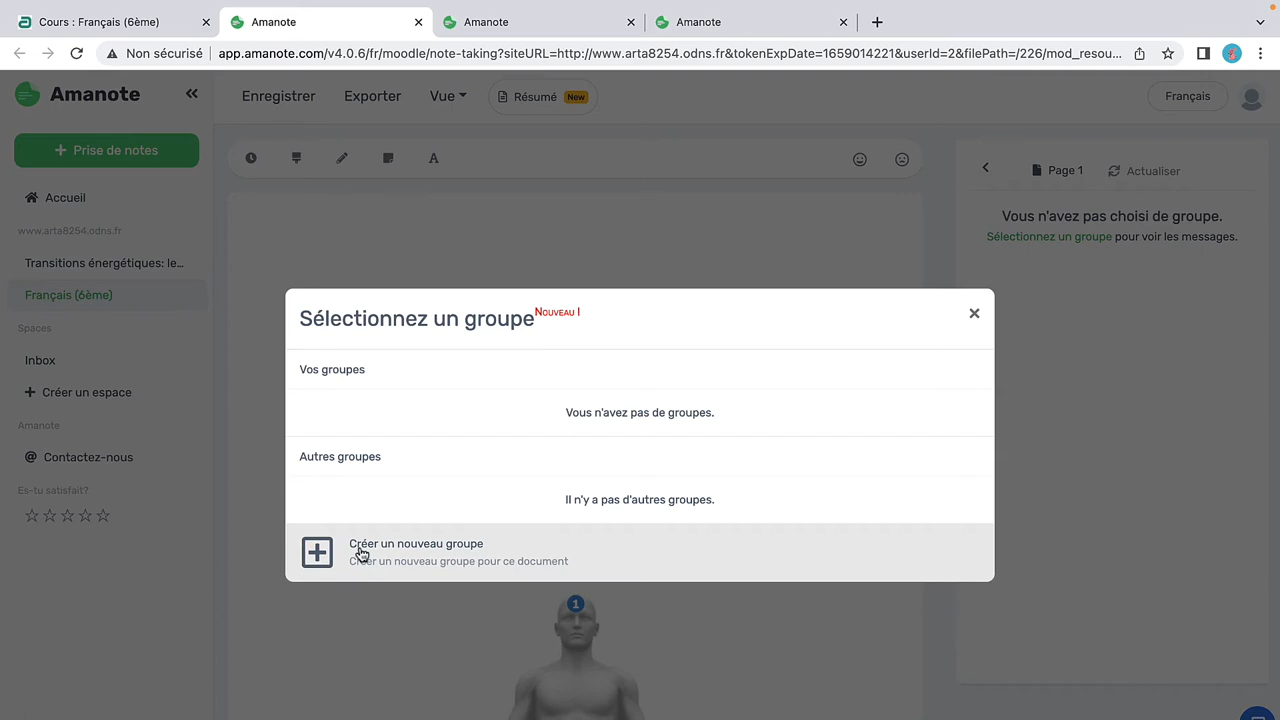 Cours : Français (6ème)
Amanote
Amanote
Amanote
Non sécurisé
app.amanote.com/v4.0.6/fr/moodle/note-taking?siteURL=http://www.arta8254.odns.fr&tokenExpDate=1659014221&userId=2&filePath=/226/mod_resou...
Amanote
Enregistrer
Exporter
Vue
Résumé New
Français
+ Prise de notes
A
Page 1
Actualiser
Accueil
www.arta8254.odns.fr
Vous n'avez pas choisi de groupe.
Sélectionnez un groupe pour voir les messages.
Transitions énergétiques: le...
Français (6ème)
Spaces
Inbox
+ Créer un espace
Amanote
@ Contactez-nous
Es-tu satisfait?
Sélectionnez un groupe Nouveau !
Vos groupes
Vous n'avez pas de groupes.
Autres groupes
Il n'y a pas d'autres groupes.
Créer un nouveau groupe
Créer un nouveau groupe pour ce document
1